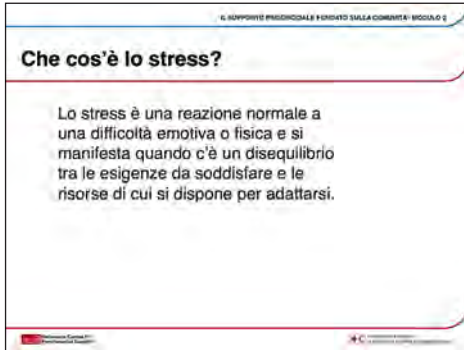 IL SUPPORTO PSICOSOCIALE FONDATO SULLA COMUNITÀ - MODULO 2
Che cos'è lo stress?
Lo stress è una reazione normale a
una difficoltà emotiva o fisica e si
manifesta quando c'è un disequilibrio
tra le esigenze da soddisfare e le
risorse di cui si dispone per adattarsi.